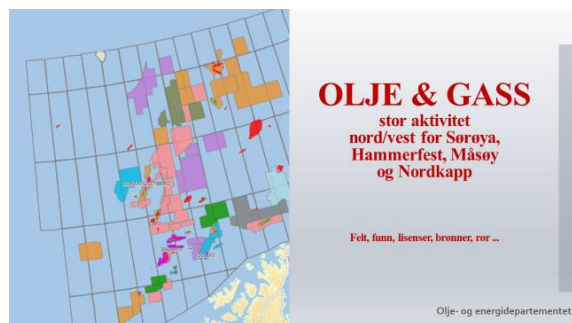 OLJE & GASS
stor aktivitet
nord/vest for Sørøya,
Hammerfest, Måsøy
og Nordkapp
Felt, funn, lisenser, brønner, rør ...
Olje- og energidepartementet